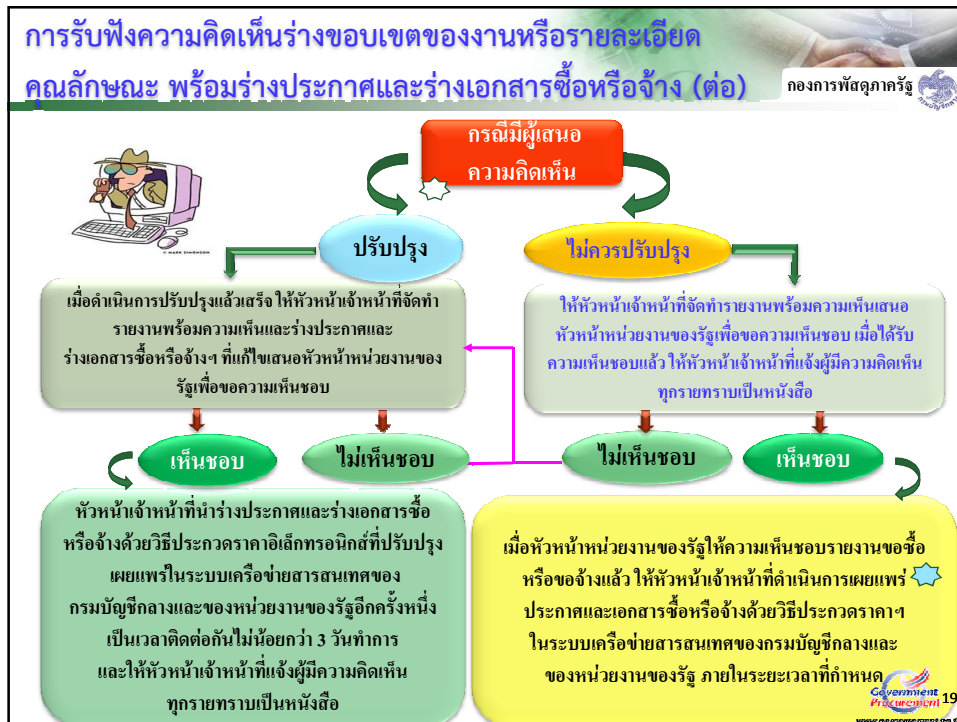 การรับฟังความคิดเห็นร่างขอบเขตของงานหรือรายละเอียด
คุณลักษณะ พร้อมร่างประกาศและร่างเอกสารซื้อหรือจ้าง (ต่อ)
กองการพัสดุภาครัฐ
กรมบัญชีกลาง
กรณีมีผู้เสนอ
ความคิดเห็น
© MARK DIMONDON
ปรับปรุง
ไม่ควรปรับปรุง
เมื่อดำเนินการปรับปรุงแล้วเสร็จ ให้หัวหน้าเจ้าหน้าที่จัดทำ
รายงานพร้อมความเห็นและร่างประกาศและ
ร่างเอกสารซื้อหรือจ้างฯ ที่แก้ไขเสนอหัวหน้าหน่วยงานของ
รัฐเพื่อขอความเห็นชอบ
ให้หัวหน้าเจ้าหน้าที่จัดทำรายงานพร้อมความเห็นเสนอ
หัวหน้าหน่วยงานของรัฐเพื่อขอความเห็นชอบ เมื่อได้รับ
ความเห็นชอบแล้ว ให้หัวหน้าเจ้าหน้าที่แจ้งผู้มีความคิดเห็น
ทุกรายทราบเป็นหนังสือ
เห็นชอบ
ไม่เห็นชอบ
ไม่เห็นชอบ
เห็นชอบ
หัวหน้าเจ้าหน้าที่นำร่างประกาศและร่างเอกสารซื้อ
หรือจ้างด้วยวิธีประกวดราคาอิเล็กทรอนิกส์ที่ปรับปรุง
เผยแพร่ในระบบเครือข่ายสารสนเทศของ
กรมบัญชีกลางและของหน่วยงานของรัฐอีกครั้งหนึ่ง
เป็นเวลาติดต่อกันไม่น้อยกว่า 3 วันทำการ
และให้หัวหน้าเจ้าหน้าที่แจ้งผู้มีความคิดเห็น
ทุกรายทราบเป็นหนังสือ
เมื่อหัวหน้าหน่วยงานของรัฐให้ความเห็นชอบรายงานขอซื้อ
หรือขอจ้างแล้ว ให้หัวหน้าเจ้าหน้าที่ดำเนินการเผยแพร่
ประกาศและเอกสารซื้อหรือจ้างด้วยวิธีประกวดราคาฯ
ในระบบเครือข่ายสารสนเทศของกรมบัญชีกลางและ
ของหน่วยงานของรัฐ ภายในระยะเวลาที่กำหนด
Government
Procurement
19